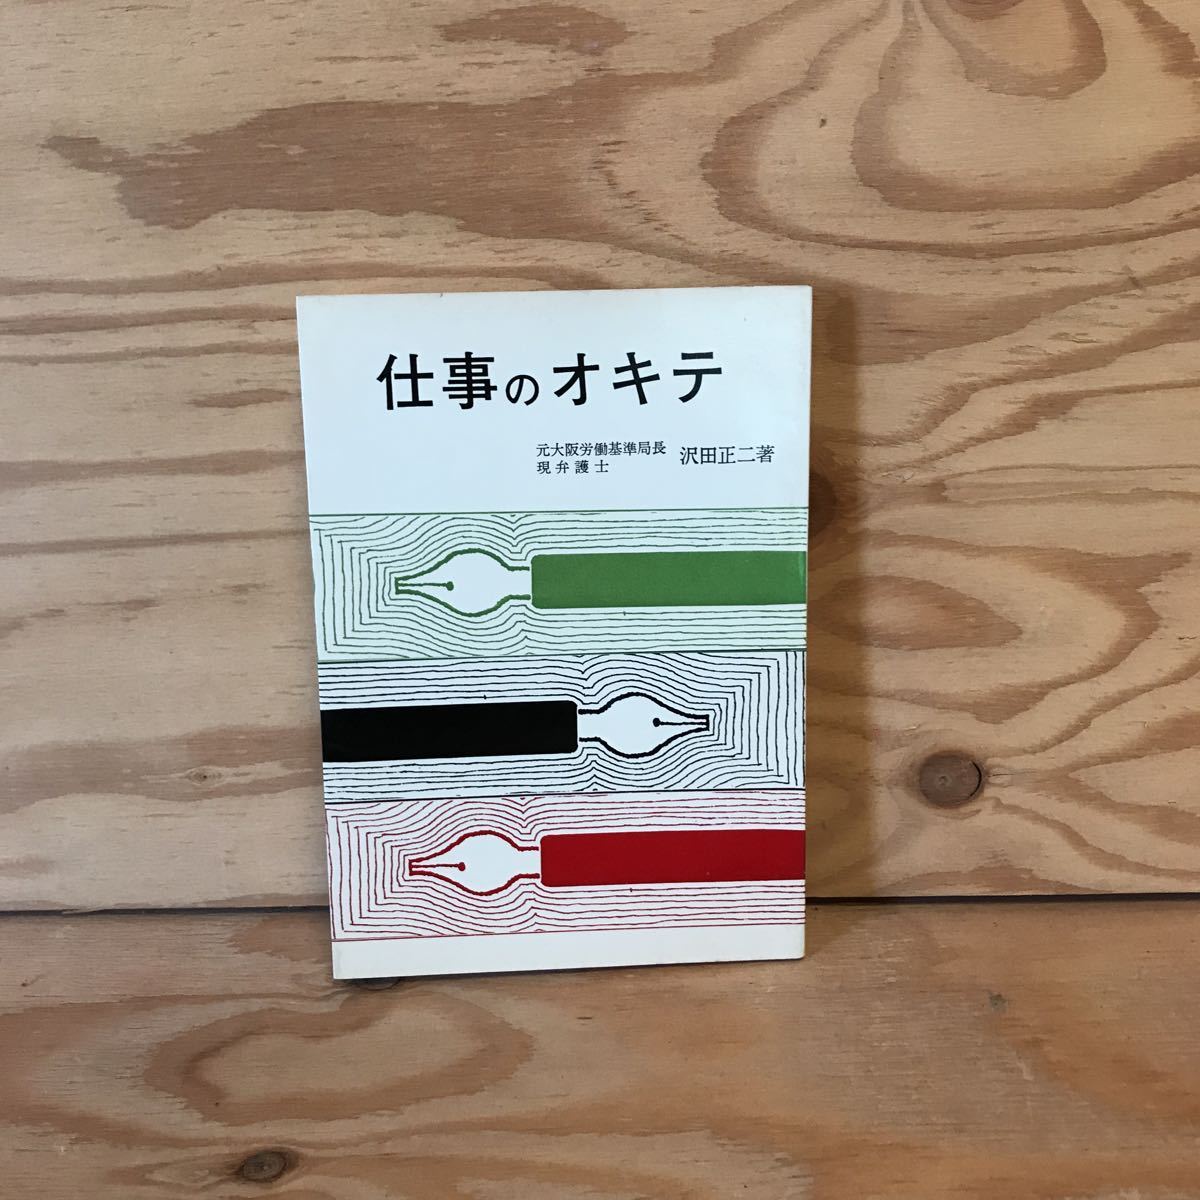 仕事のオキテ
元大阪労働基準局長
現弁護士
沢田正二著